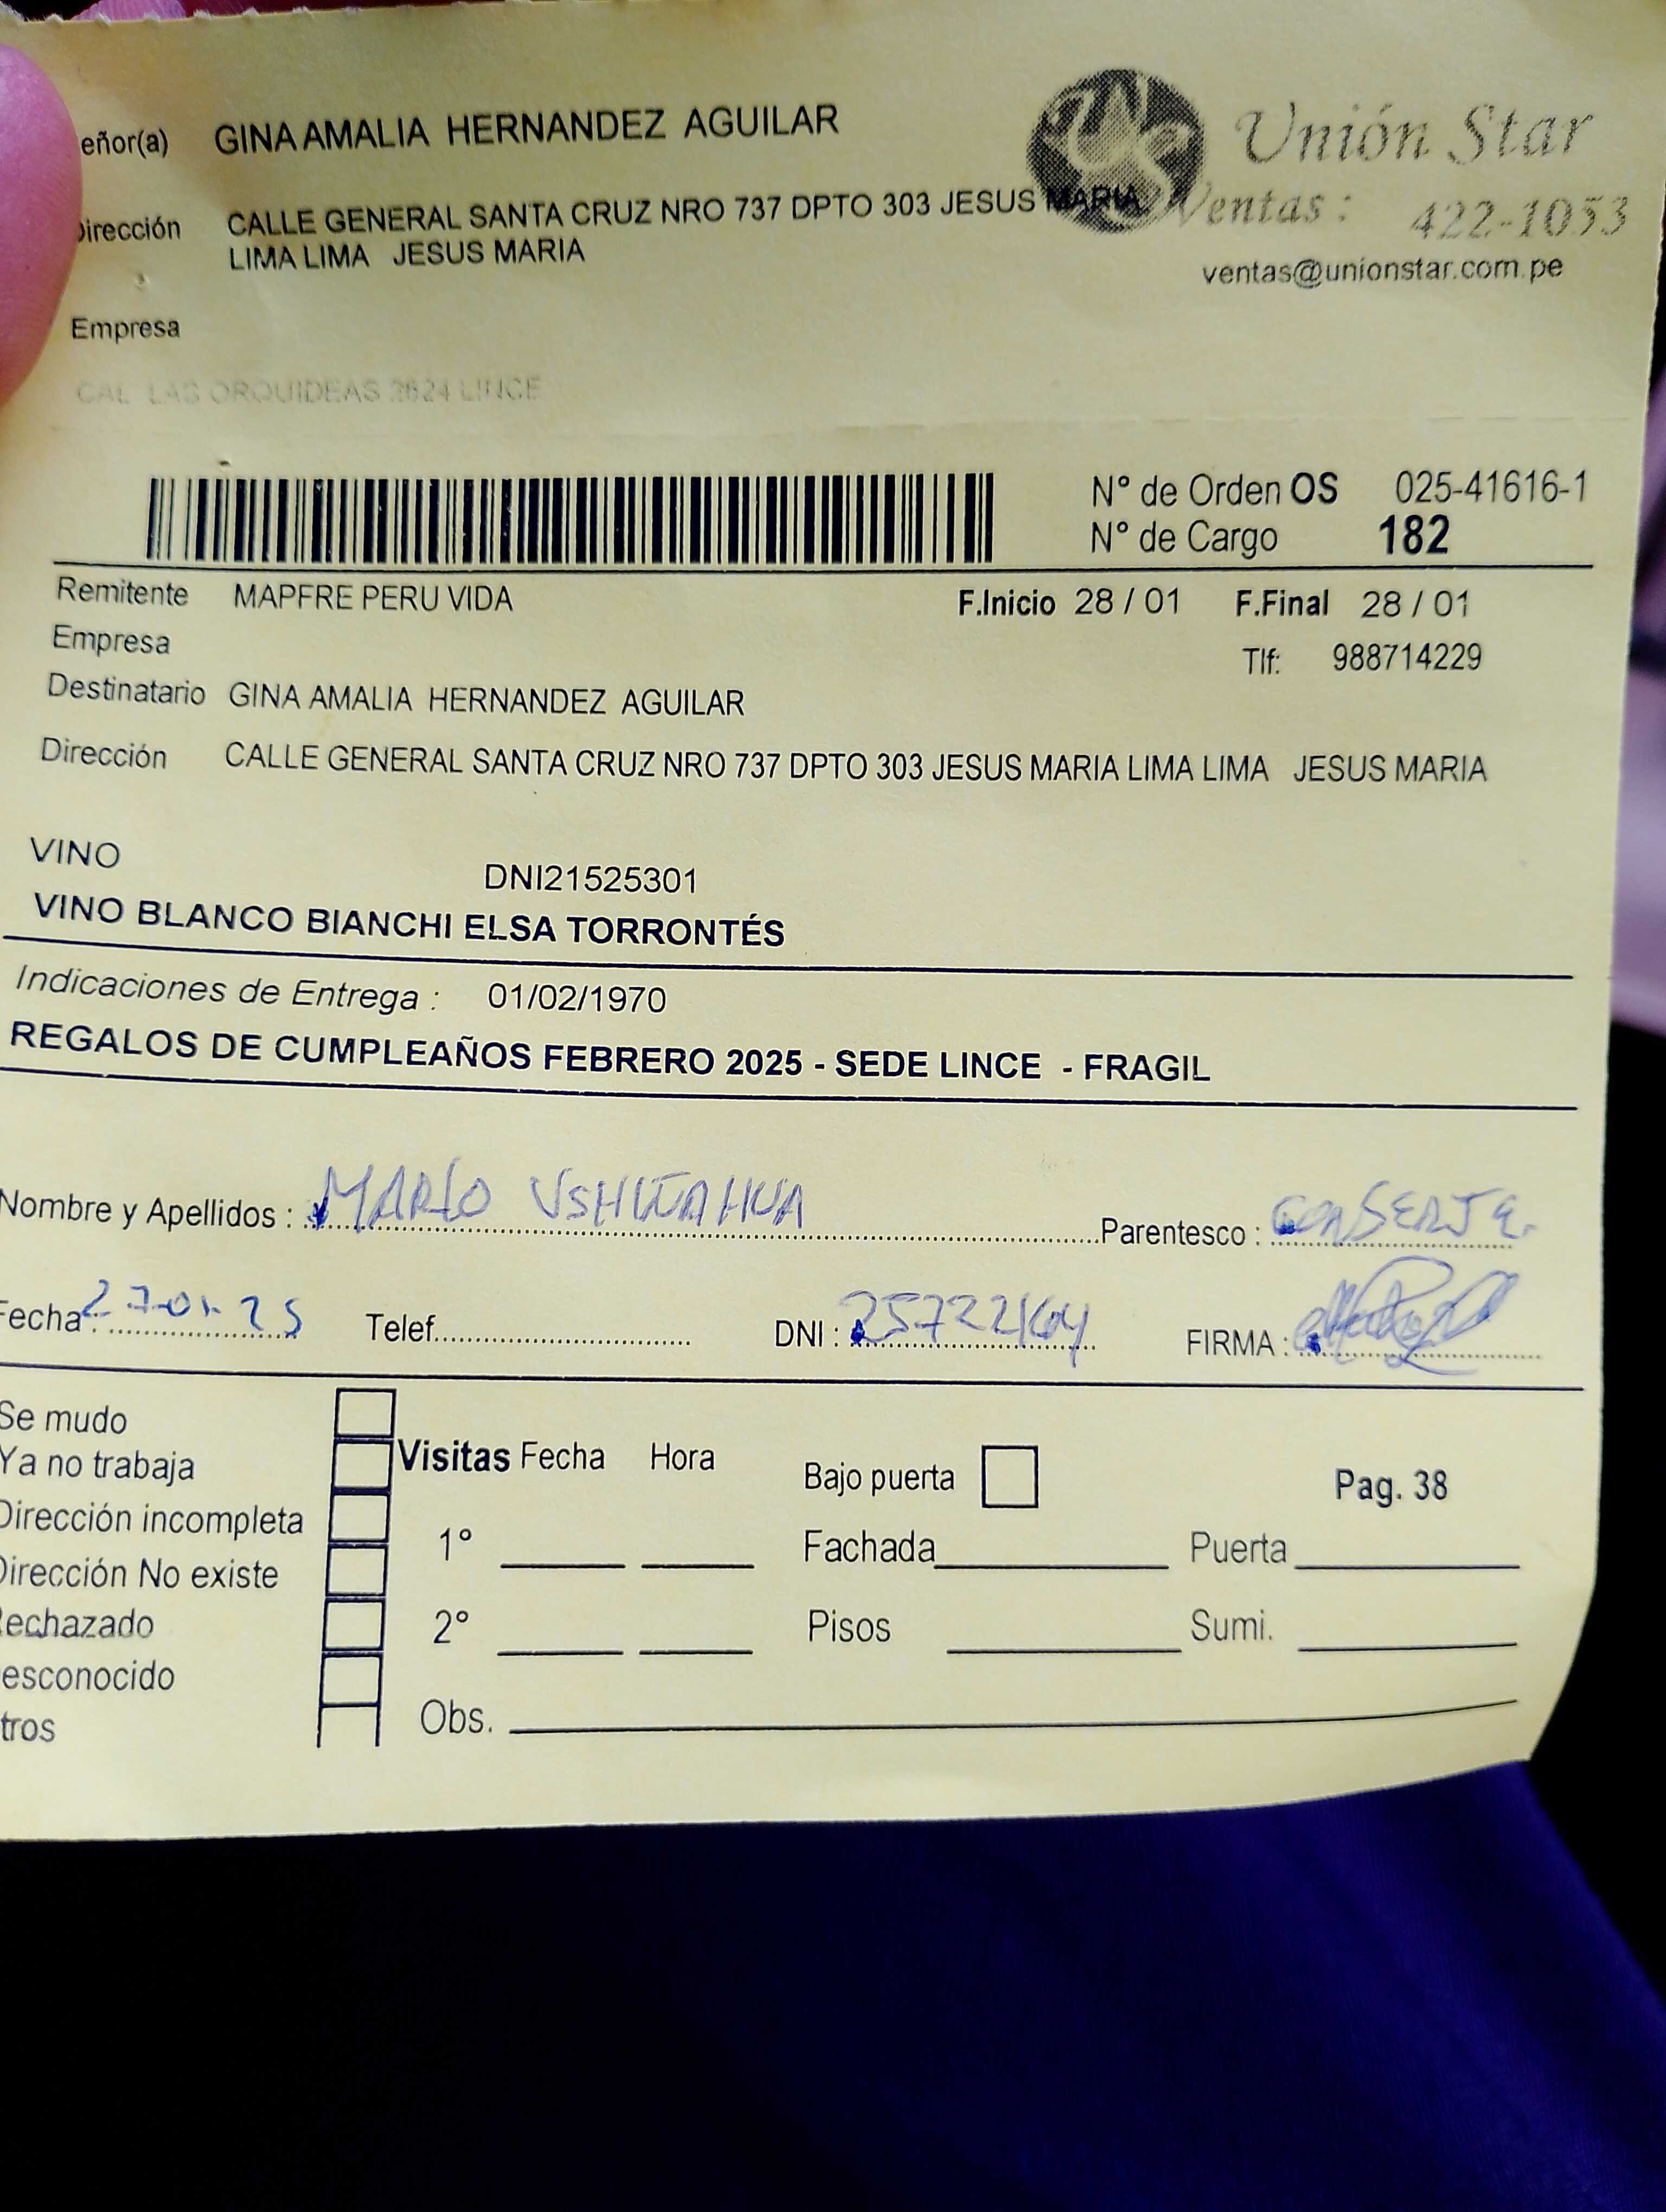 eñor(a) GINA AMALIA HERNANDEZ AGUILAR
Unión Star
irección CALLE GENERAL SANTA CRUZ NRO 737 DPTO 303 JESUS MARIA
Ventas : 422-1053
LIMA LIMA JESUS MARIA
ventas@unionstar.com.pe
Empresa
CAL LAS ORQUIDEAS 2624 LINCE
N° de Orden OS 025-41616-1
N° de Cargo 182
Remitente MAPFRE PERU VIDA F.Inicio 28 / 01 F.Final 28 / 01
Empresa Tlf: 988714229
Destinatario GINA AMALIA HERNANDEZ AGUILAR
Dirección CALLE GENERAL SANTA CRUZ NRO 737 DPTO 303 JESUS MARIA LIMA LIMA JESUS MARIA
VINO
DNI21525301
VINO BLANCO BIANCHI ELSA TORRONTÉS
Indicaciones de Entrega : 01/02/1970
REGALOS DE CUMPLEAÑOS FEBRERO 2025 - SEDE LINCE - FRAGIL
Nombre y Apellidos : MARIO Parentesco : CONSERJE.
Fecha : 27-01-25 Telef. DNI : FIRMA :
Se mudo
Ya no trabaja
Visitas Fecha Hora Bajo puerta Pag. 38
Dirección incompleta
1° Fachada Puerta
Dirección No existe
Rechazado
2° Pisos Sumi.
esconocido
Obs.
tros